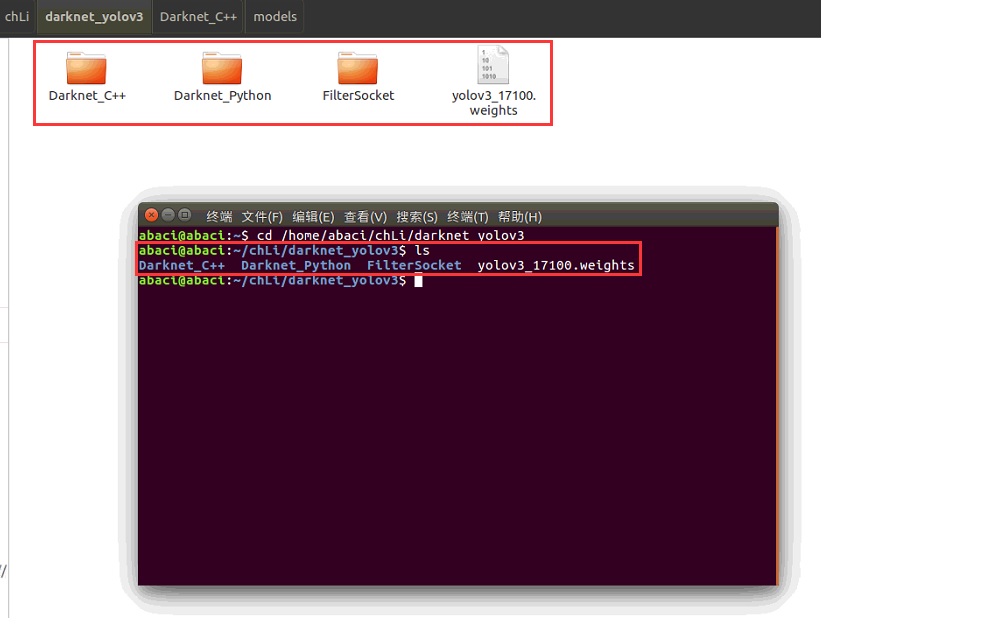 chLi darknet_yolov3 Darknet_C++ models
Darknet_C++ Darknet_Python FilterSocket yolov3_17100.
weights
1
10
101
1010
终端 文件(F) 编辑(E) 查看(V) 搜索(S) 终端(T) 帮助(H)
abaci@abaci:~$ cd /home/abaci/chLi/darknet_yolov3
abaci@abaci:~/chLi/darknet_yolov3$ ls
Darknet_C++ Darknet_Python FilterSocket yolov3_17100.weights
abaci@abaci:~/chLi/darknet_yolov3$
//